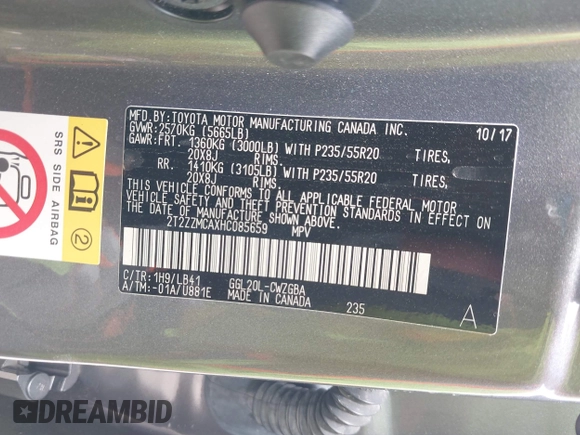 MFD.BY:TOYOTA MOTOR MANUFACTURING CANADA INC. 10/17
GVWR:2570KG (5665LB)
GAWR:FRT. 1360KG (3000LB) WITH P235/55R20 TIRES,
20X8J RIMS.
RR. 1410KG (3105LB) WITH P235/55R20 TIRES,
20X8J RIMS.
THIS VEHICLE CONFORMS TO ALL APPLICABLE FEDERAL MOTOR
VEHICLE SAFETY AND THEFT PREVENTION STANDARDS IN EFFECT ON
THE DATE OF MANUFACTURE SHOWN ABOVE.
2T2ZZMCAXHC085659 MPV
C/TR:1H9/LB41 GGL20L-CWZGBA
A/TM:-01A/U881E MADE IN CANADA 235 A
SRS SIDE AIRBAG
2
DREAMBID